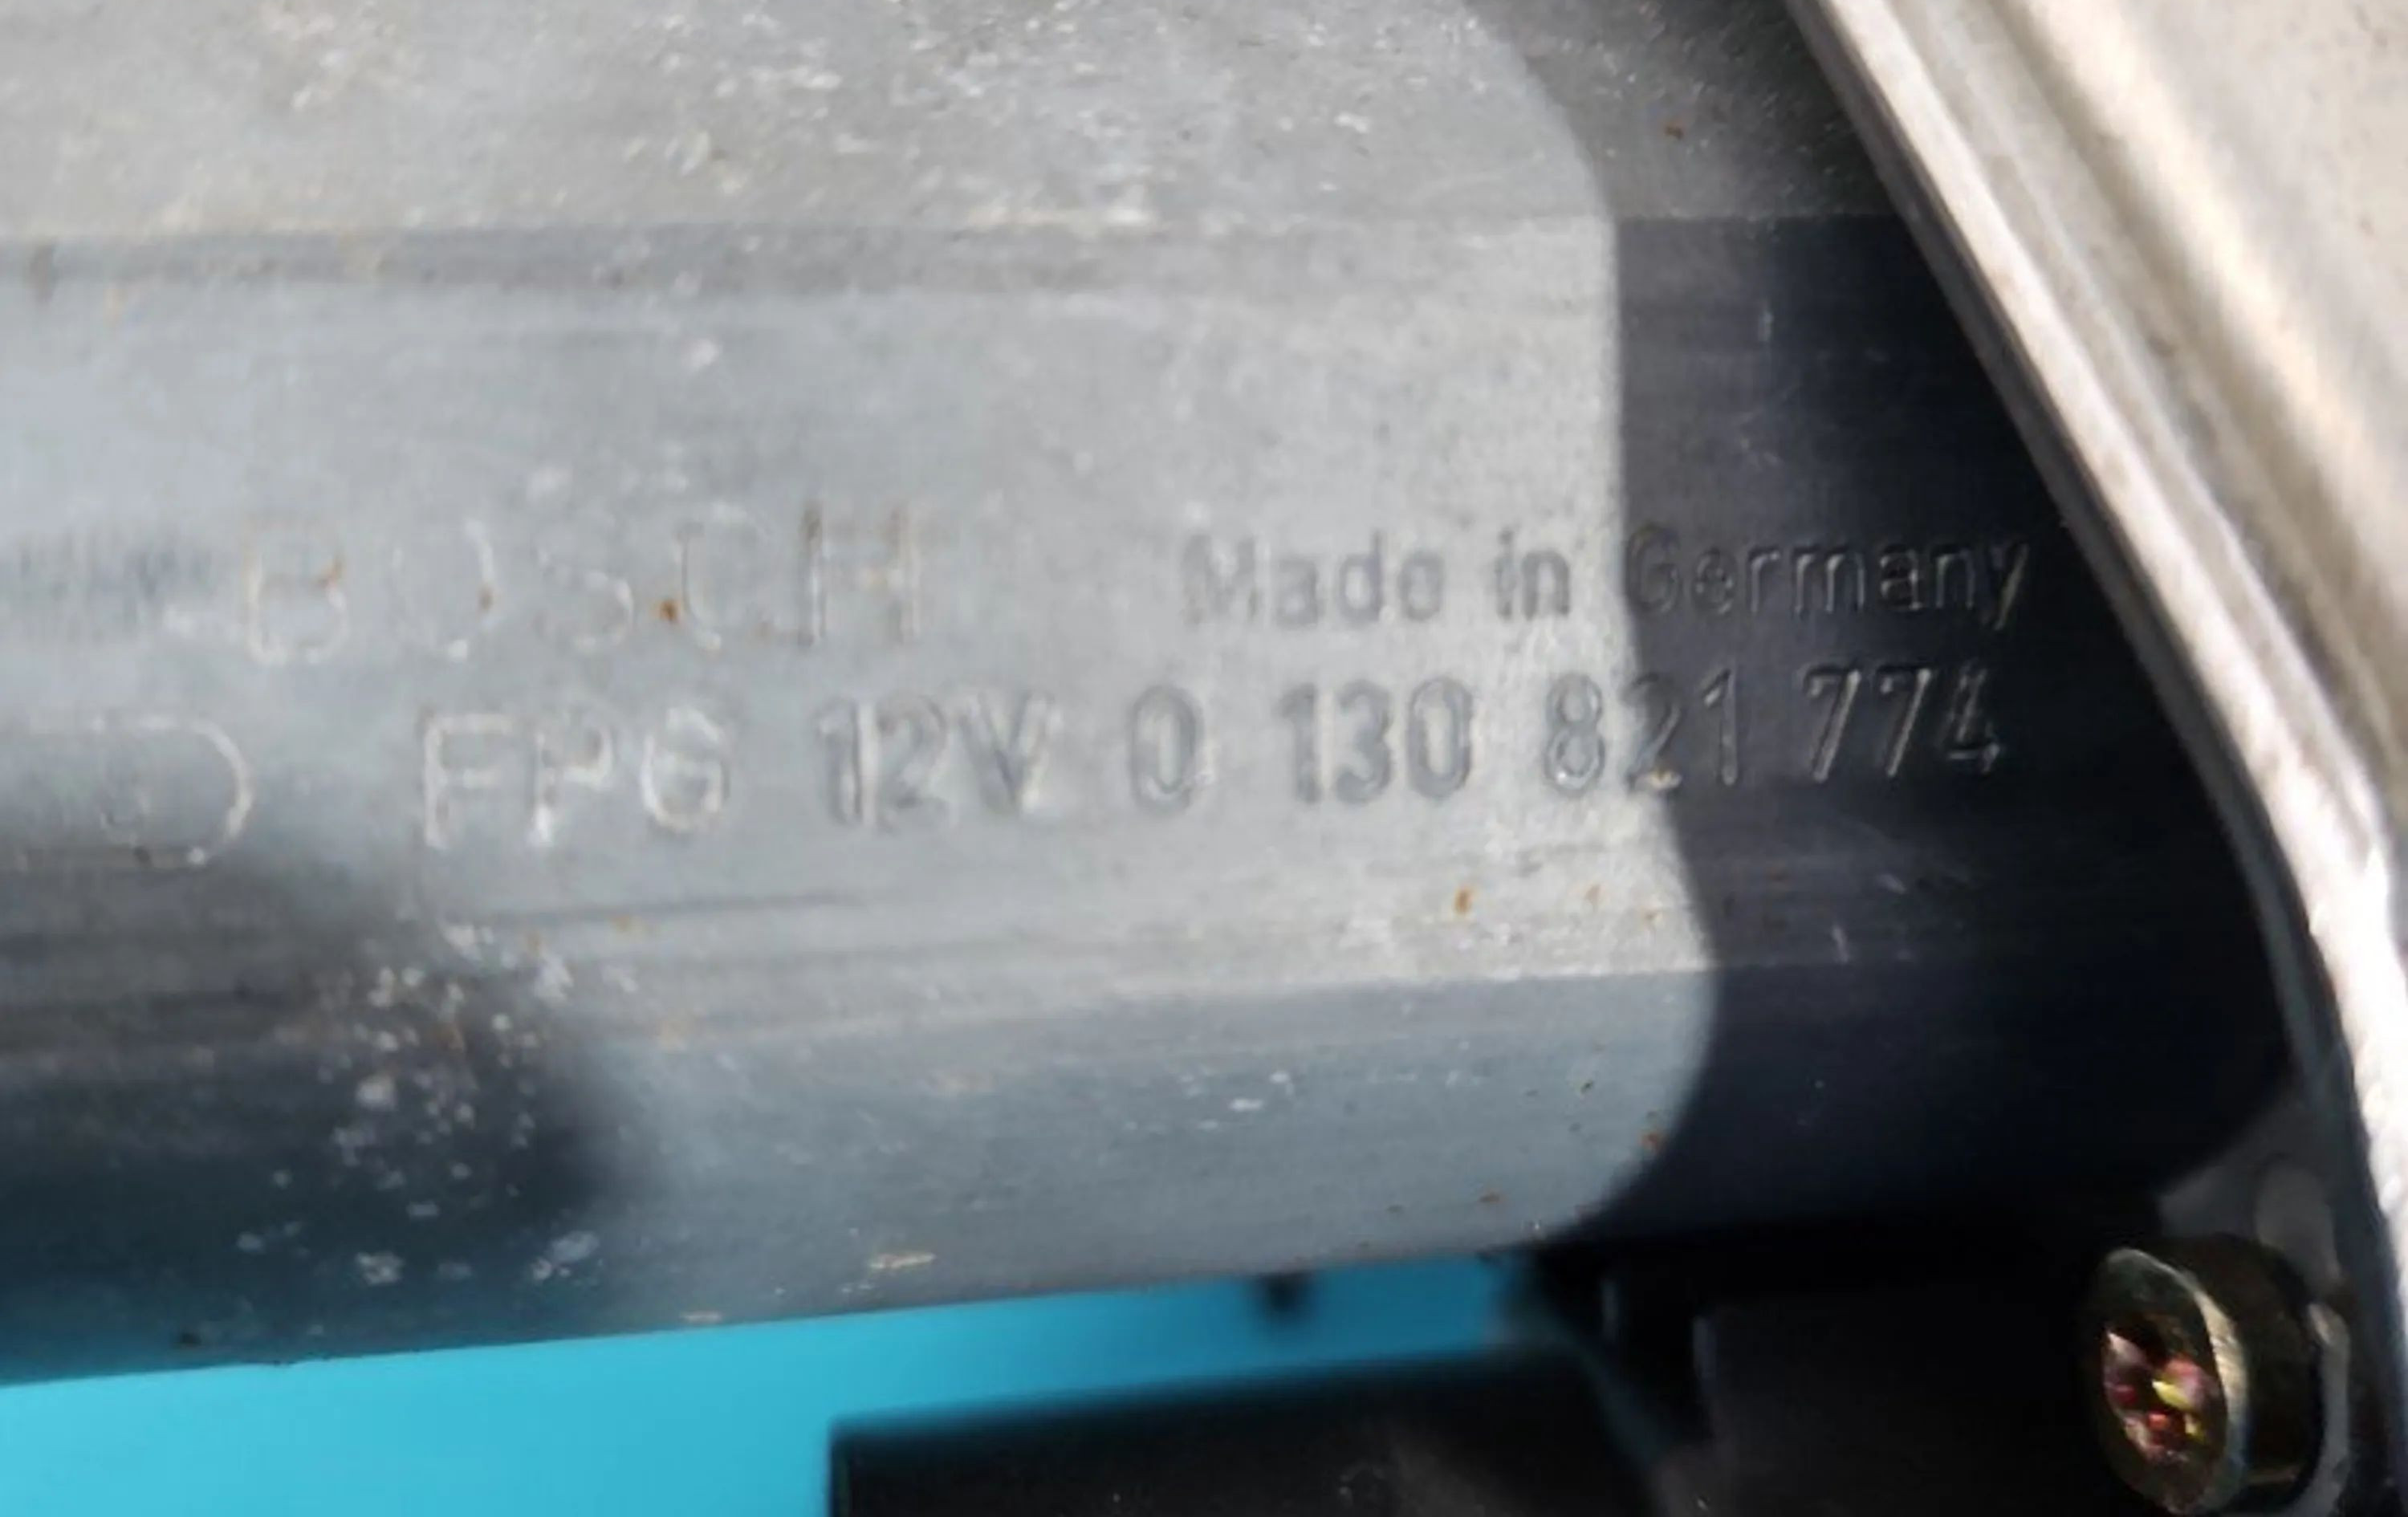 BOSCH Made in Germany
FPG 12V 0 130 821 774